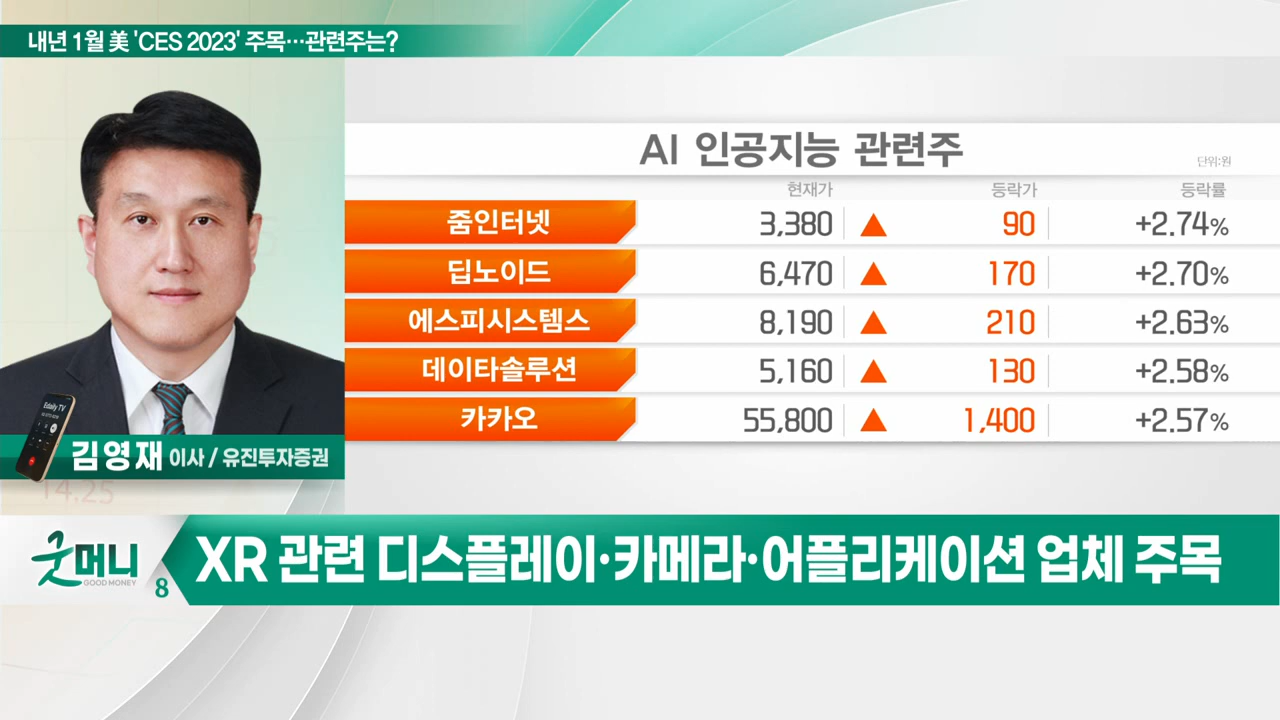 내년 1월 美 'CES 2023' 주목…관련주는?
AI 인공지능 관련주
단위:원
현재가 등락가 등락률
줌인터넷 3,380 ▲ 90 +2.74%
딥노이드 6,470 ▲ 170 +2.70%
에스피시스템스 8,190 ▲ 210 +2.63%
데이타솔루션 5,160 ▲ 130 +2.58%
카카오 55,800 ▲ 1,400 +2.57%
Edaily TV
김영재 이사 / 유진투자증권
14.25
굿머니
GOOD MONEY
8
XR 관련 디스플레이·카메라·어플리케이션 업체 주목